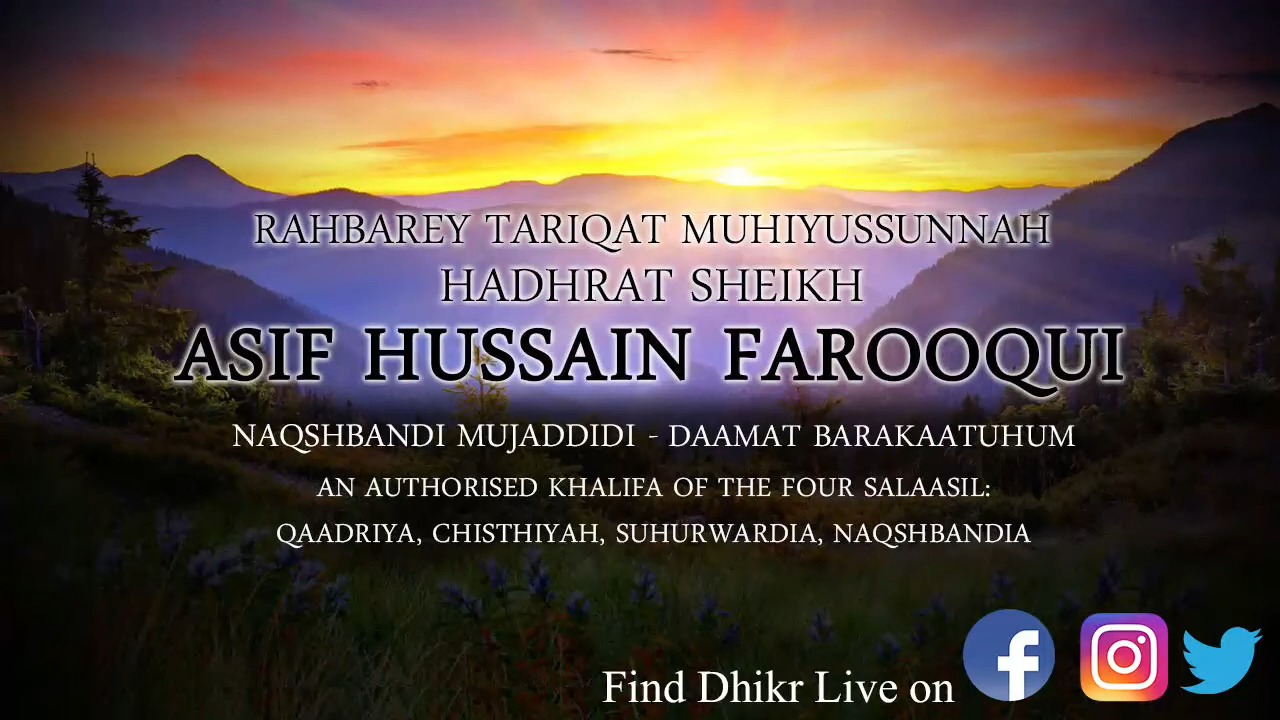 RAHBAREY TARIQAT MUHIYUSSUNNAH
HADHRAT SHEIKH
ASIF HUSSAIN FAROOQUI
NAQSHBANDI MUJADDIDI - DAAMAT BARAKAATUHUM
AN AUTHORISED KHALIFA OF THE FOUR SALAASIL:
QAADRIYA, CHISTHIYAH, SUHURWARDIA, NAQSHBANDIA
Find Dhikr Live on